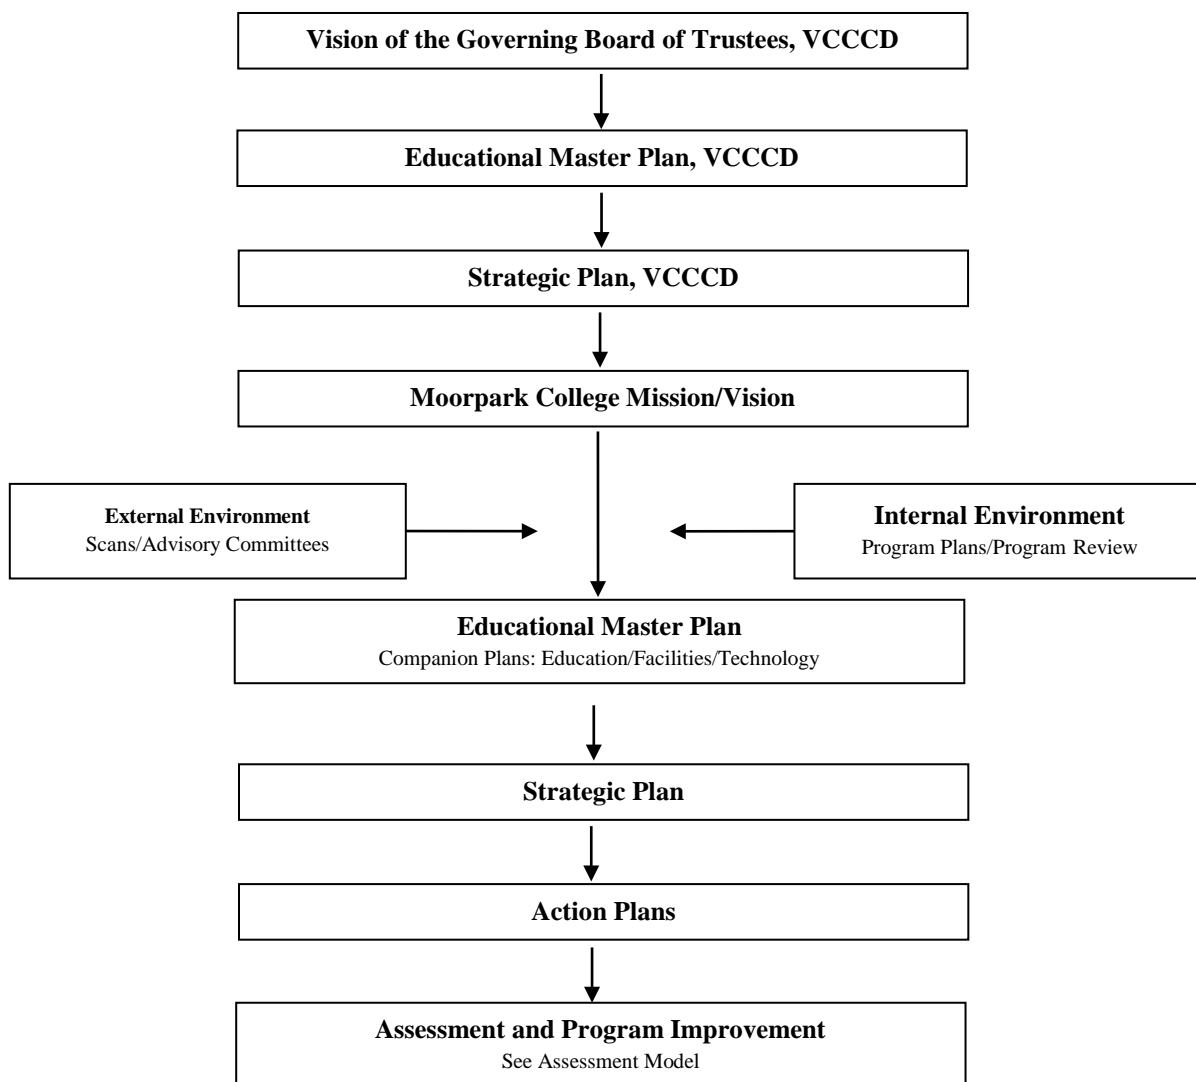 Vision of the Governing Board of Trustees, VCCCD
Educational Master Plan, VCCCD
Strategic Plan, VCCCD
Moorpark College Mission/Vision
External Environment
Scans/Advisory Committees
Internal Environment
Program Plans/Program Review
Educational Master Plan
Companion Plans: Education/Facilities/Technology
Strategic Plan
Action Plans
Assessment and Program Improvement
See Assessment Model